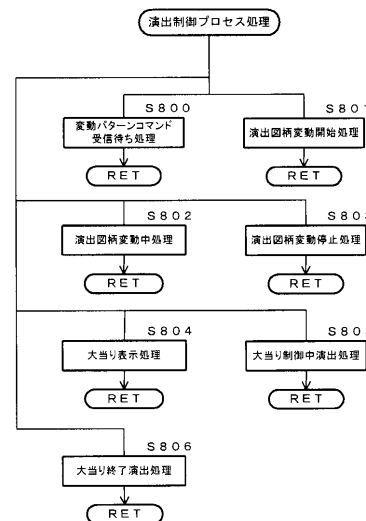 演出制御プロセス処理
S800
変動パターンコマンド
受信待ち処理
RET
演出図柄変動開始処理
RET
S802
演出図柄変動中処理
RET
演出図柄変動停止処理
RET
S804
大当り表示処理
RET
大当り制御中演出処理
RET
S806
大当り終了演出処理
RET